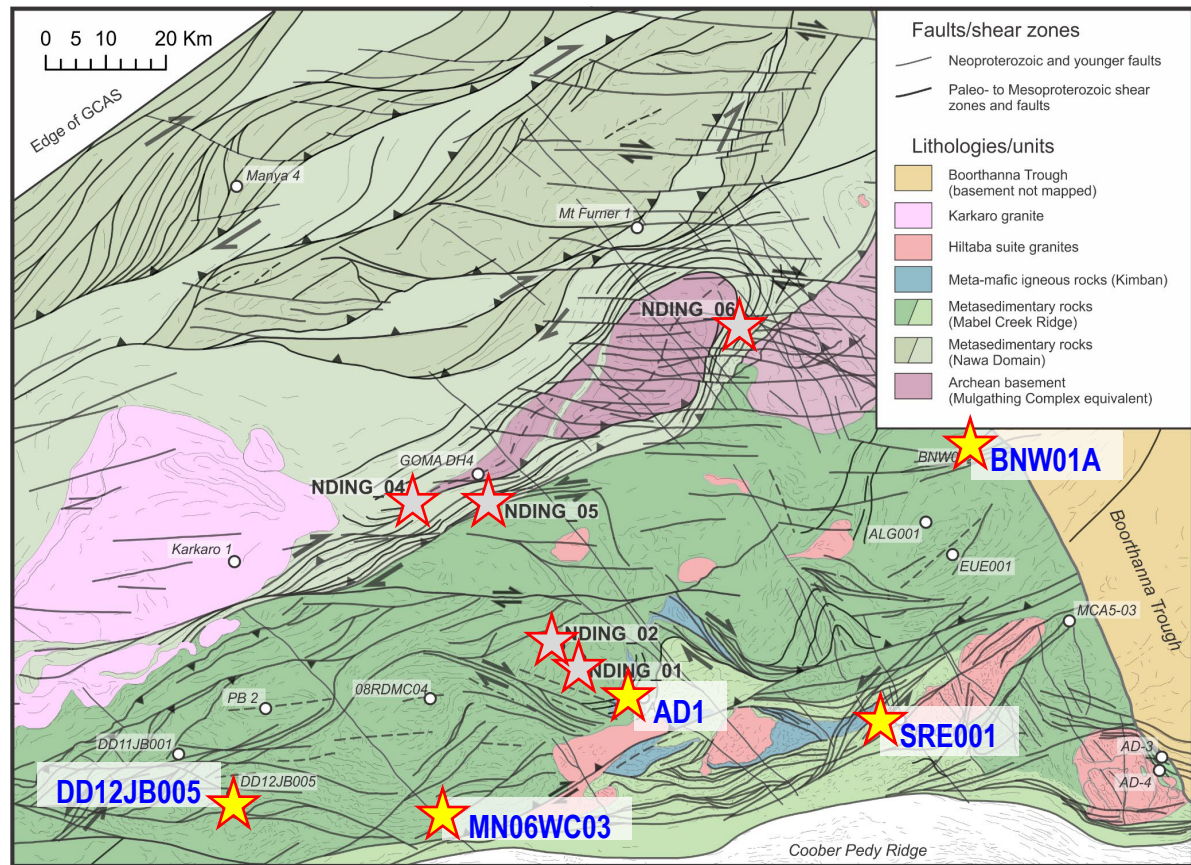 0 5 10 20 Km
Edge of GCAS
Manya 4
Mt Furner 1
NDING_06
GOMA DH4
NDING_04
NDING_05
Karkaro 1
BNW01A
ALG001
EUE001
MCA5-03
Boorthanna Trough
NDING_02
NDING_01
PB 2
08RDMC04
AD1
SRE001
DD11JB001
DD12JB005
DD12JB005
MN06WC03
AD-3
AD-4
Coober Pedy Ridge
Faults/shear zones
Neoproterozoic and younger faults
Paleo- to Mesoproterozoic shear
zones and faults
Lithologies/units
Boorthanna Trough
(basement not mapped)
Karkaro granite
Hiltaba suite granites
Meta-mafic igneous rocks (Kimban)
Metasedimentary rocks
(Mabel Creek Ridge)
Metasedimentary rocks
(Nawa Domain)
Archean basement
(Mulgathing Complex equivalent)